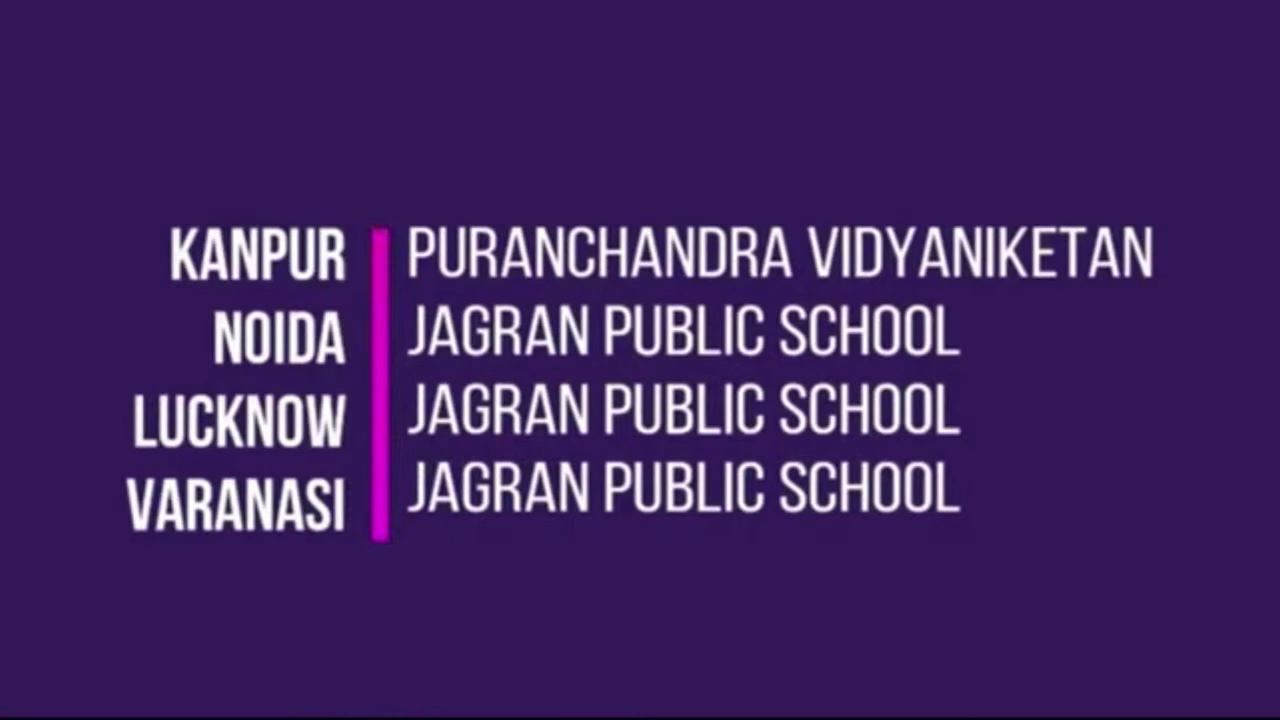 KANPUR PURANCHANDRA VIDYANIKETAN
NOIDA JAGRAN PUBLIC SCHOOL
LUCKNOW JAGRAN PUBLIC SCHOOL
VARANASI JAGRAN PUBLIC SCHOOL